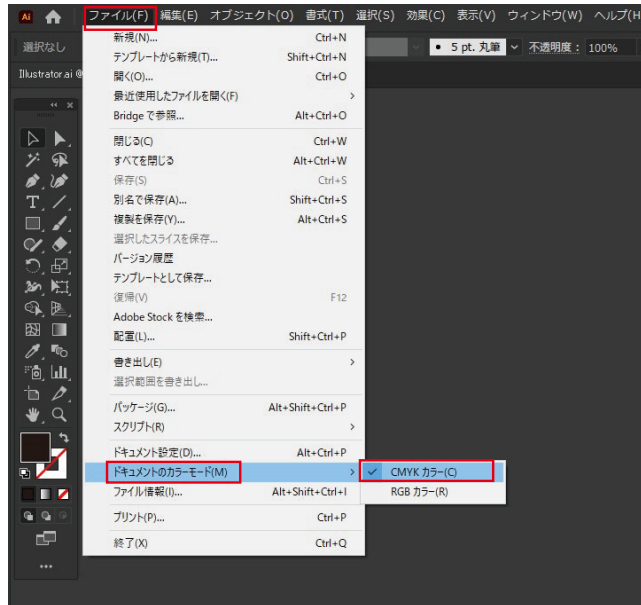 Ai ファイル(F) 編集(E) オブジェクト(O) 書式(T) 選択(S) 効果(C) 表示(V) ウィンドウ(W) ヘルプ(H
選択なし 5 pt. 丸筆 不透明度： 100%
Illustrator.ai @
新規(N)... Ctrl+N
テンプレートから新規(T)... Shift+Ctrl+N
開く(O)... Ctrl+O
最近使用したファイルを開く(F)
Bridge で参照... Alt+Ctrl+O
閉じる(C) Ctrl+W
すべてを閉じる Alt+Ctrl+W
保存(S) Ctrl+S
別名で保存(A)... Shift+Ctrl+S
複製を保存(Y)... Alt+Ctrl+S
選択したスライスを保存...
バージョン履歴
テンプレートとして保存...
復帰(V) F12
Adobe Stock を検索...
配置(L)... Shift+Ctrl+P
書き出し(E)
選択範囲を書き出し...
パッケージ(G)... Alt+Shift+Ctrl+P
スクリプト(R)
ドキュメント設定(D)... Alt+Ctrl+P
ドキュメントのカラーモード(M) CMYK カラー(C)
RGB カラー(R)
ファイル情報(I)... Alt+Shift+Ctrl+I
プリント(P)... Ctrl+P
終了(X) Ctrl+Q